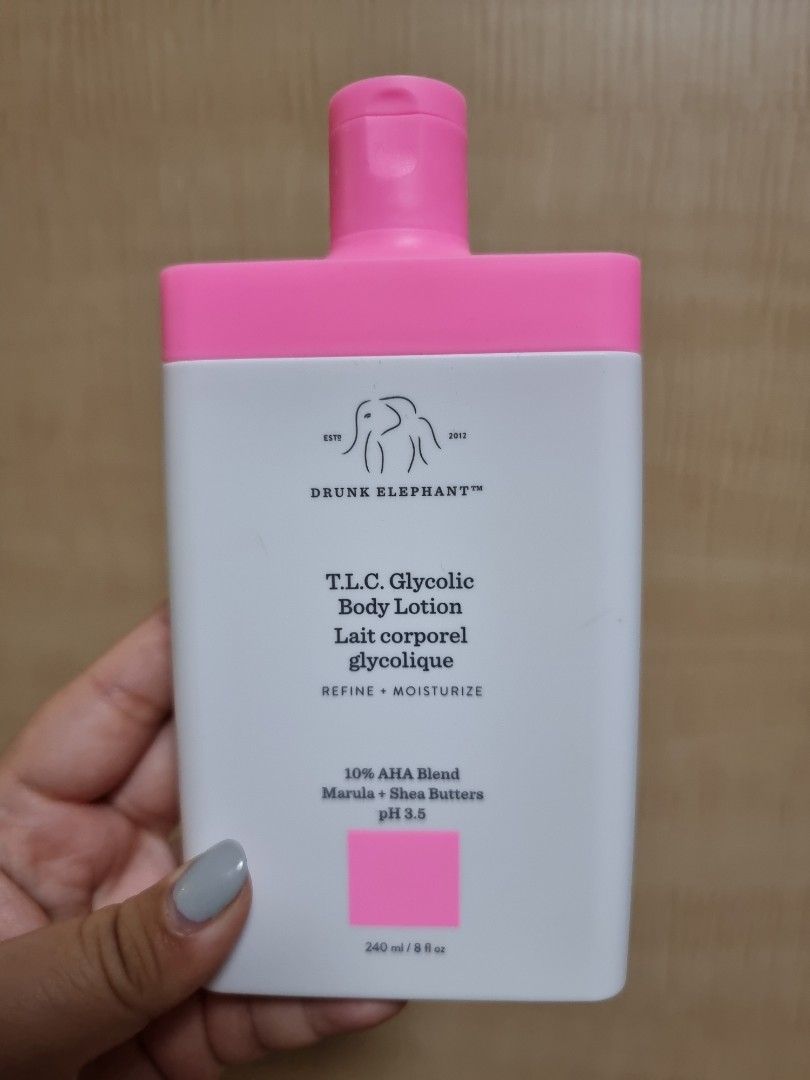 ESTD 2012
DRUNK ELEPHANT™
T.L.C. Glycolic
Body Lotion
Lait corporel
glycolique
REFINE + MOISTURIZE
10% AHA Blend
Marula + Shea Butters
pH 3.5
240 ml / 8 fl oz